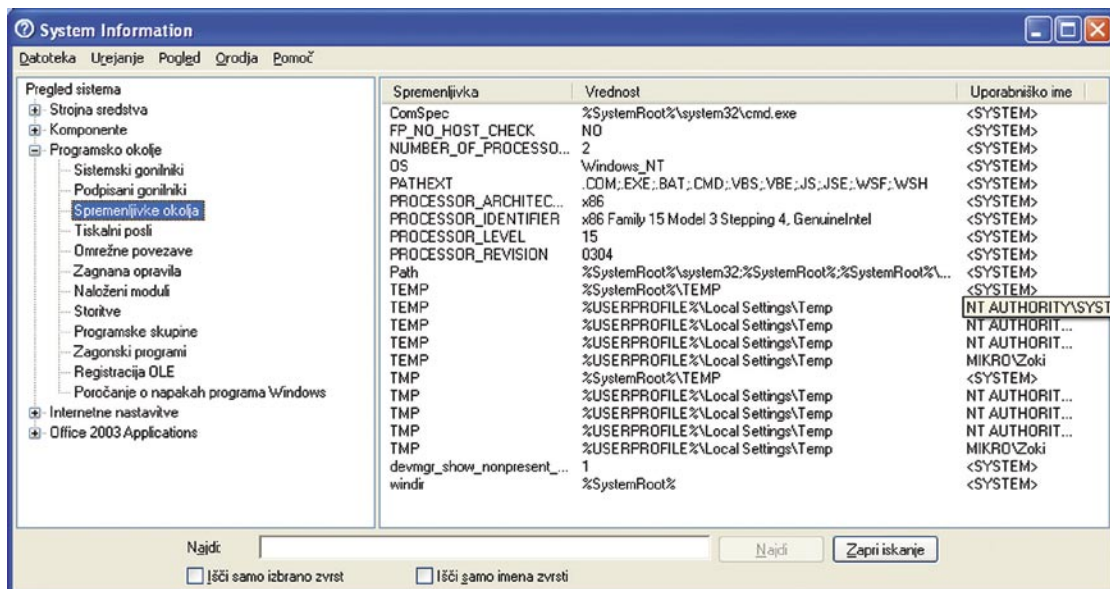 System Information
Datoteka Urejanje Pogled Orodja Pomoč
Pregled sistema
Strojna sredstva
Komponente
Programsko okolje
Sistemski gonilniki
Podpisani gonilniki
Spremenljivke okolja
Tiskalni posli
Omrežne povezave
Zagnana opravila
Naloženi moduli
Storitve
Programske skupine
Zagonski programi
Registracija OLE
Poročanje o napakah programa Windows
Internetne nastavitve
Office 2003 Applications
Spremenljivka Vrednost Uporabniško ime
ComSpec %SystemRoot%\system32\cmd.exe <SYSTEM>
FP_NO_HOST_CHECK NO <SYSTEM>
NUMBER_OF_PROCESSO... 2 <SYSTEM>
OS Windows_NT <SYSTEM>
PATHEXT .COM;.EXE;.BAT;.CMD;.VBS;.VBE;.JS;.JSE;.WSF;.WSH <SYSTEM>
PROCESSOR_ARCHITEC... x86 <SYSTEM>
PROCESSOR_IDENTIFIER x86 Family 15 Model 3 Stepping 4, GenuineIntel <SYSTEM>
PROCESSOR_LEVEL 15 <SYSTEM>
PROCESSOR_REVISION 0304 <SYSTEM>
Path %SystemRoot%\system32;%SystemRoot%;%SystemRoot%\... <SYSTEM>
TEMP %SystemRoot%\TEMP <SYSTEM>
TEMP %USERPROFILE%\Local Settings\Temp NT AUTHORITY\SYST
TEMP %USERPROFILE%\Local Settings\Temp NT AUTHORIT...
TEMP %USERPROFILE%\Local Settings\Temp NT AUTHORIT...
TEMP %USERPROFILE%\Local Settings\Temp MIKRO\Zoki
TMP %SystemRoot%\TEMP <SYSTEM>
TMP %USERPROFILE%\Local Settings\Temp NT AUTHORIT...
TMP %USERPROFILE%\Local Settings\Temp NT AUTHORIT...
TMP %USERPROFILE%\Local Settings\Temp NT AUTHORIT...
TMP %USERPROFILE%\Local Settings\Temp MIKRO\Zoki
devmgr_show_nonpresent_... 1 <SYSTEM>
windir %SystemRoot% <SYSTEM>
Najdi: Najdi Zapri iskanje
Išči samo izbrano zvrst Išči samo imena zvrsti